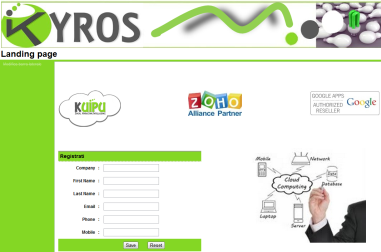 KYROS
Landing page
KUIPU
ZOHO
Alliance Partner
GOOGLE APPS
AUTHORIZED
RESELLER
Google
Registrati
Company :
First Name :
Last Name :
Email :
Phone :
Mobile :
Save Reset
Mobile
Network
Cloud
Computing
Database
Laptop
Server